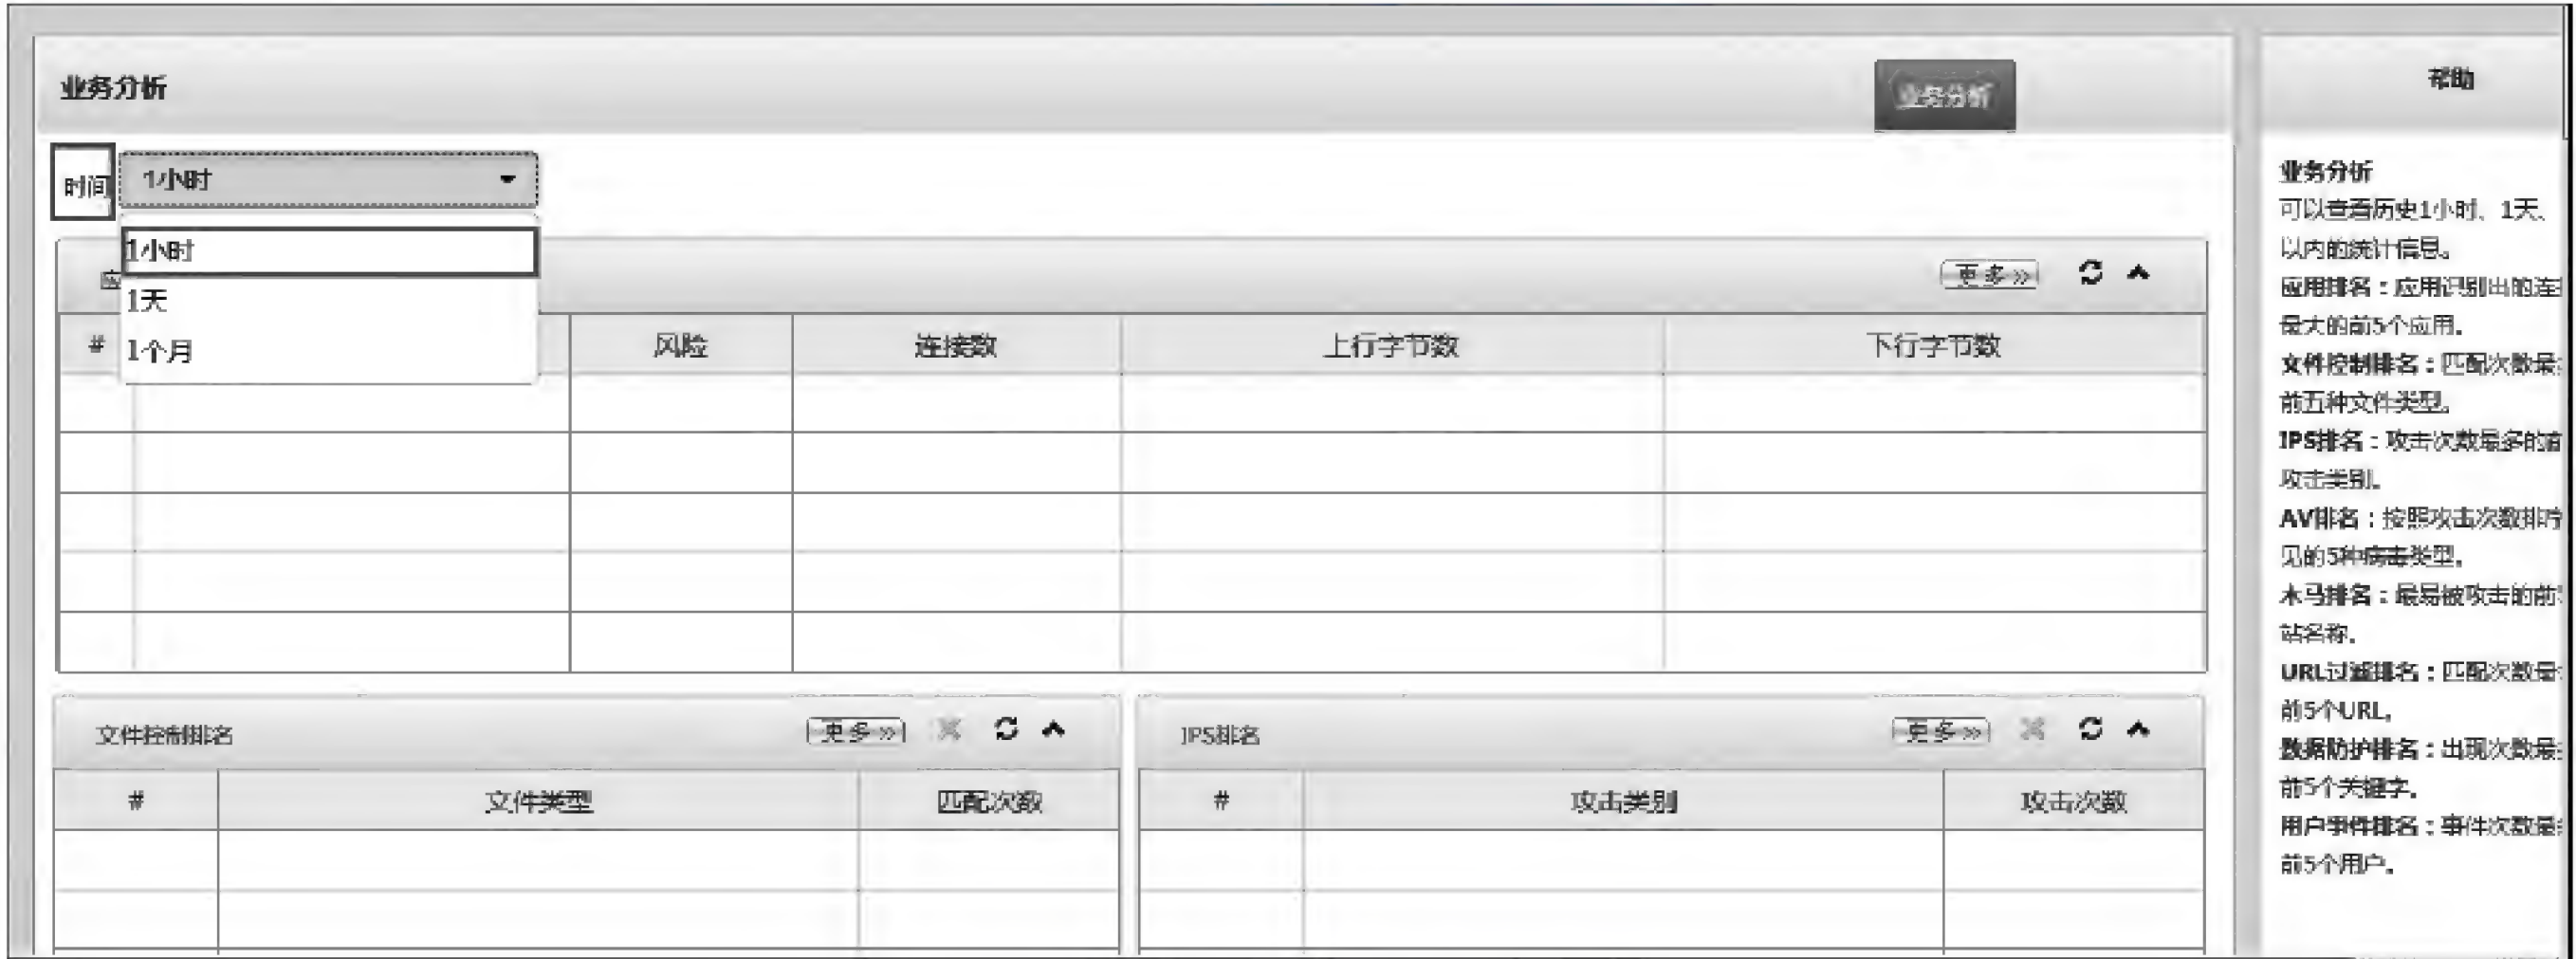 业务分析
业务分析
帮助
时间
1小时
1小时
1天
1个月
更多»
#
风险
连接数
上行字节数
下行字节数
文件控制排名
更多»
#
文件类型
匹配次数
IPS排名
更多»
#
攻击类别
攻击次数
业务分析
可以查看历史1小时、1天、
以内的统计信息。
应用排名：应用识别出的连
最大的前5个应用。
文件控制排名：匹配次数最
前五种文件类型。
IPS排名：攻击次数最多的前
攻击类别。
AV排名：按照攻击次数排序
见的5种病毒类型。
木马排名：最易被攻击的前
站名称。
URL过滤排名：匹配次数最
前5个URL。
数据防护排名：出现次数最
前5个关键字。
用户事件排名：事件次数最
前5个用户。